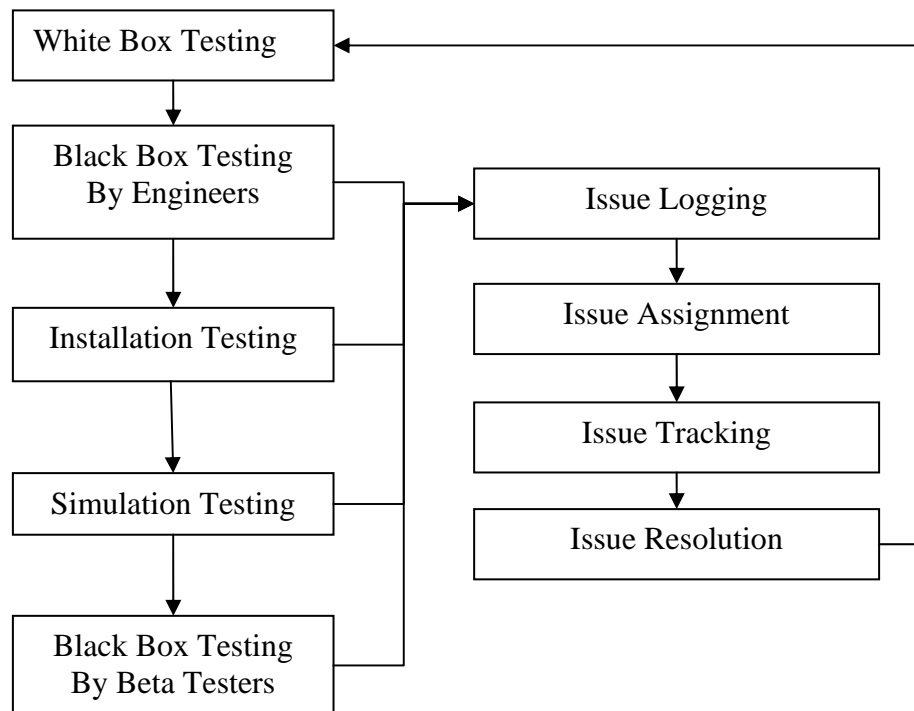 White Box Testing
Black Box Testing
By Engineers
Installation Testing
Simulation Testing
Black Box Testing
By Beta Testers
Issue Logging
Issue Assignment
Issue Tracking
Issue Resolution